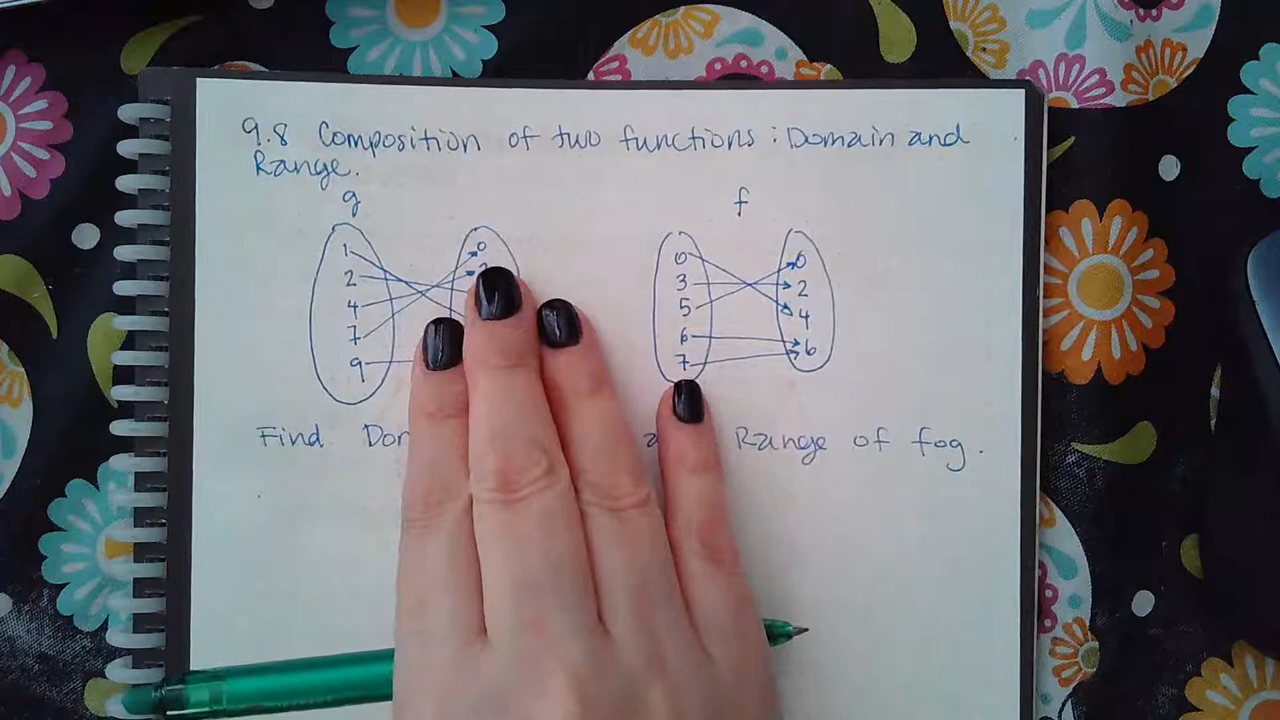 9.8 Composition of two functions : Domain and
Range.
g
f
1
2
4
7
9
0
0
3
5
6
7
0
2
4
6
Find
Range of fog.